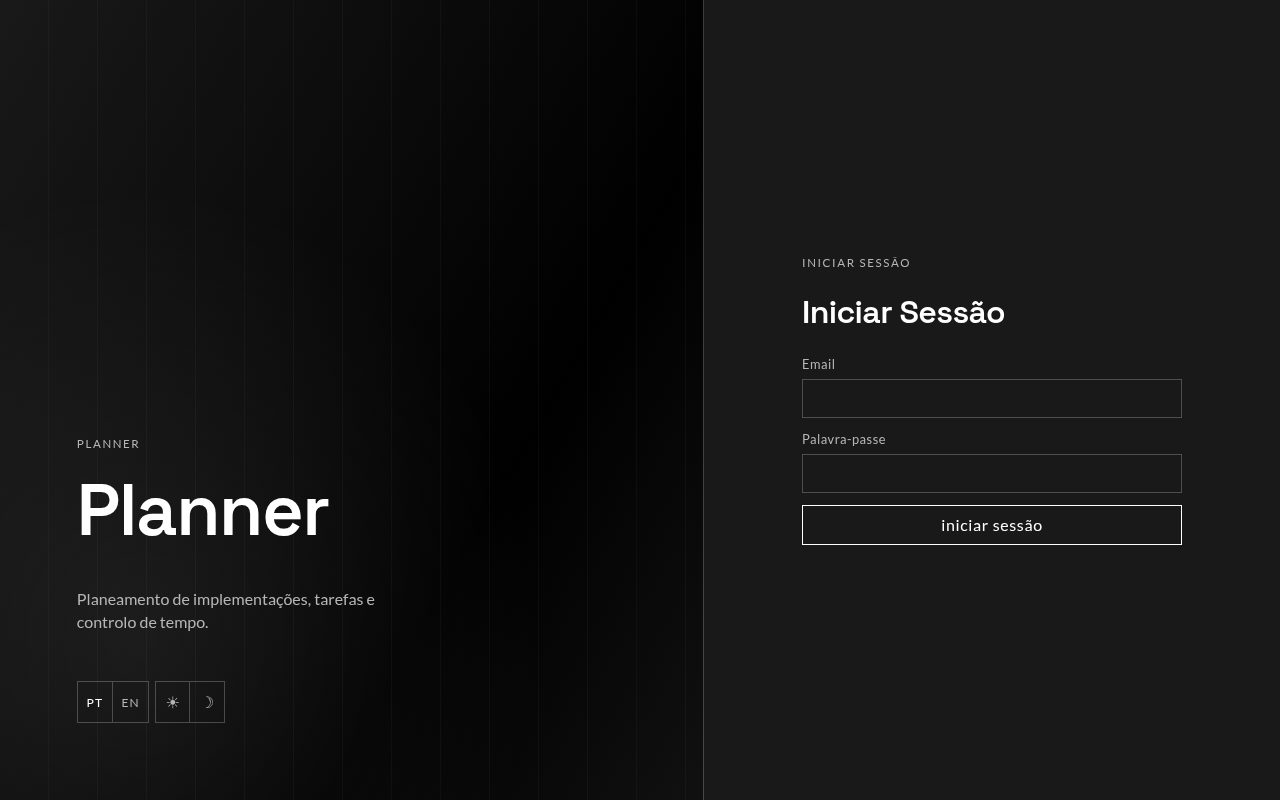 PLANNER
Planner
Planeamento de implementações, tarefas e
controlo de tempo.
PT EN
INICIAR SESSÃO
Iniciar Sessão
Email
Palavra-passe
iniciar sessão